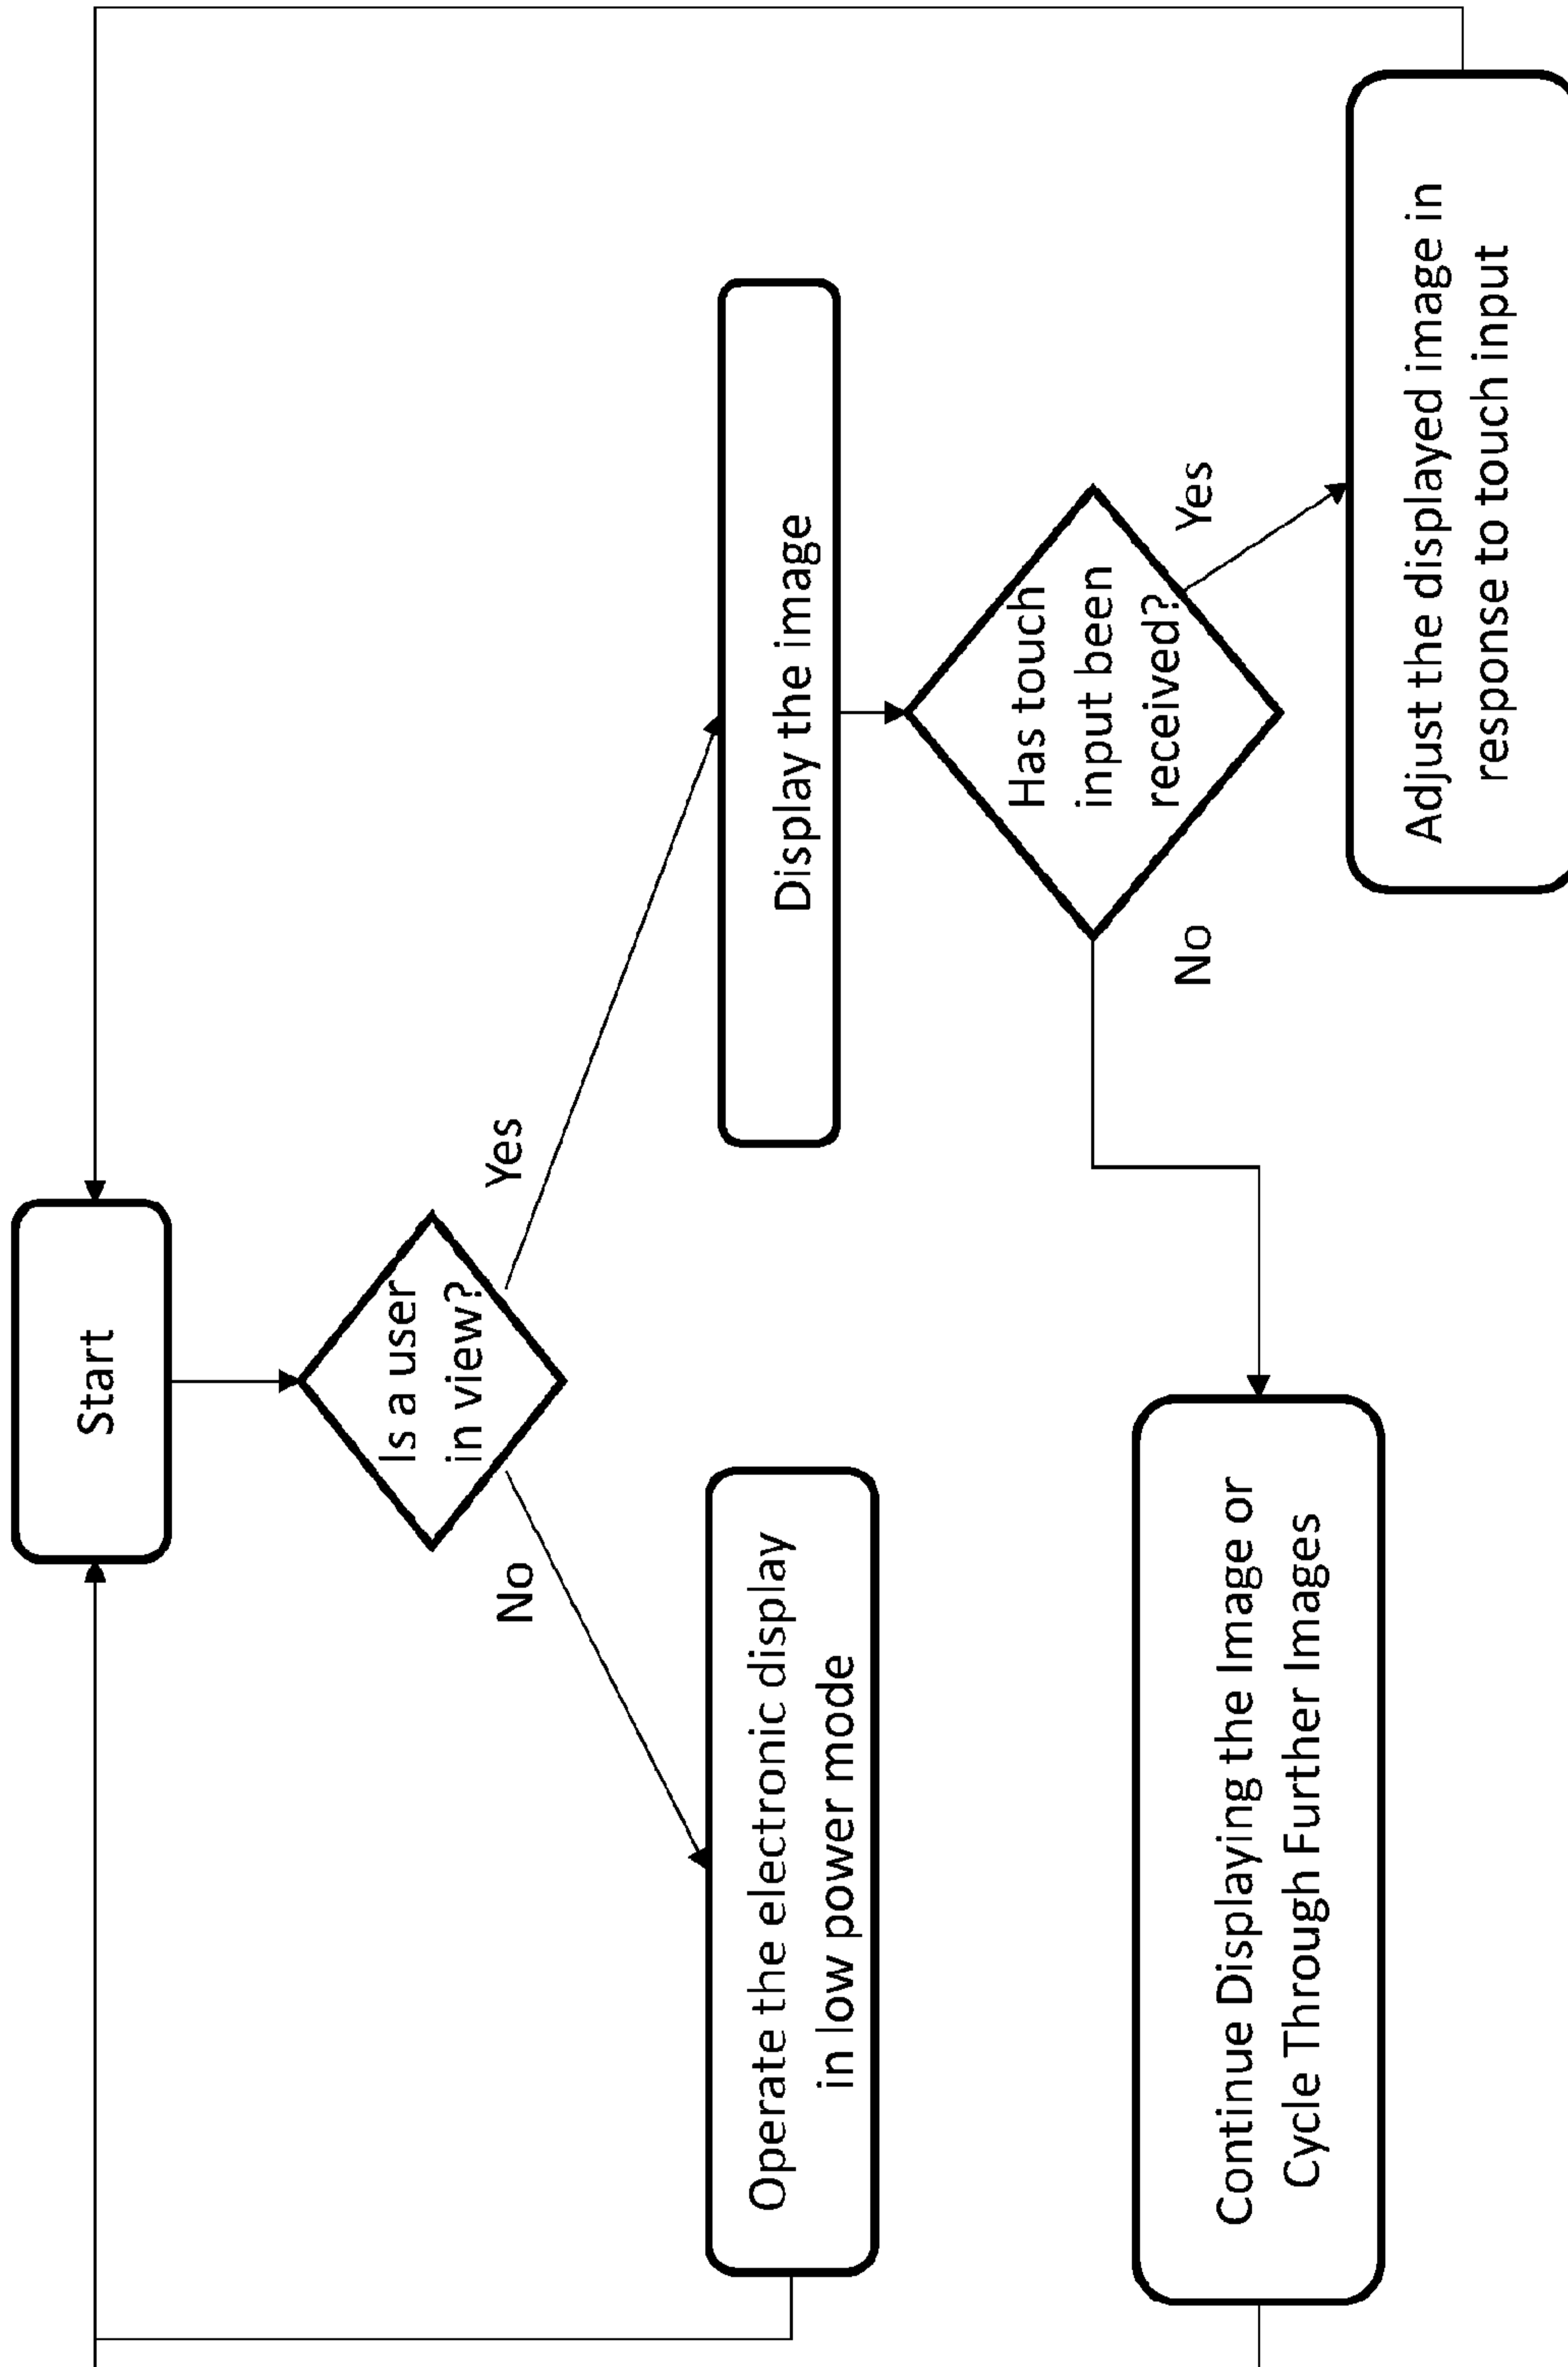 Start
Is a user
in view?
No
Yes
Operate the electronic display
in low power mode
Display the image
Has touch
input been
received?
No
Yes
Continue Displaying the Image or
Cycle Through Further Images
Adjust the displayed image in
response to touch input